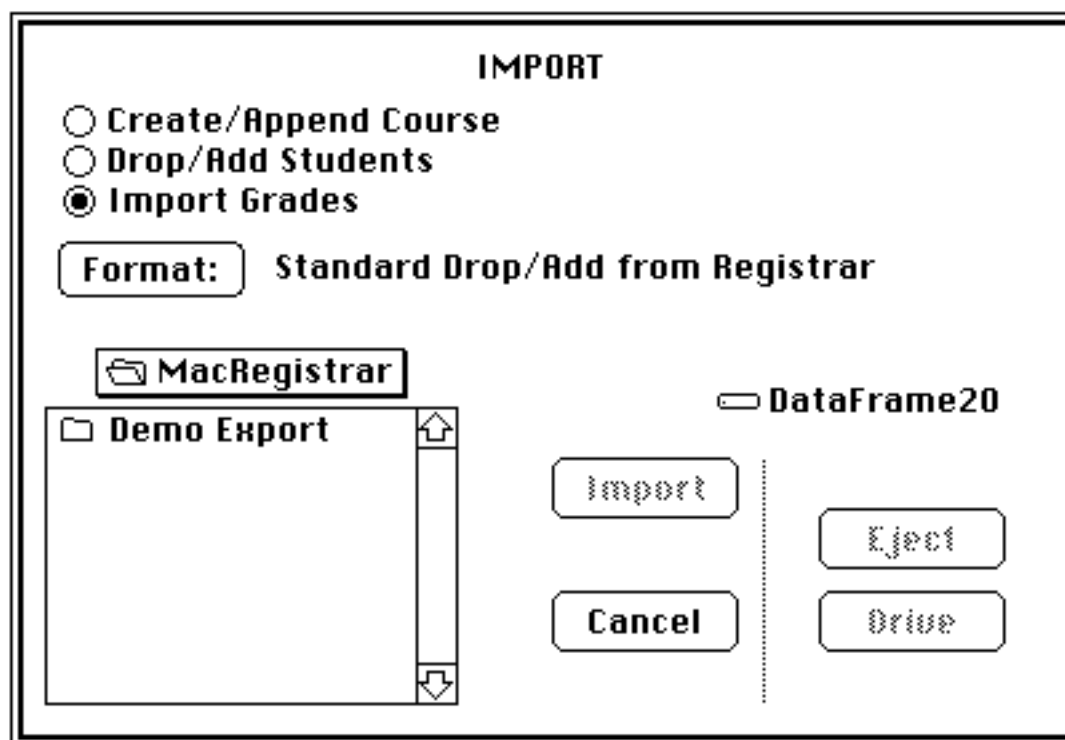 IMPORT
Create/Append Course
Drop/Add Students
Import Grades
Format: Standard Drop/Add from Registrar
MacRegistrar
DataFrame20
Demo Export
Import
Eject
Cancel
Drive